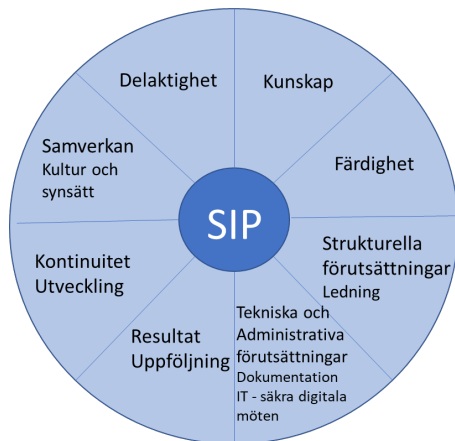 Delaktighet
Kunskap
Samverkan
Kultur och
synsätt
Färdighet
SIP
Strukturella
förutsättningar
Ledning
Kontinuitet
Utveckling
Resultat
Uppföljning
Tekniska och
Administrativa
förutsättningar
Dokumentation
IT - säkra digitala
möten